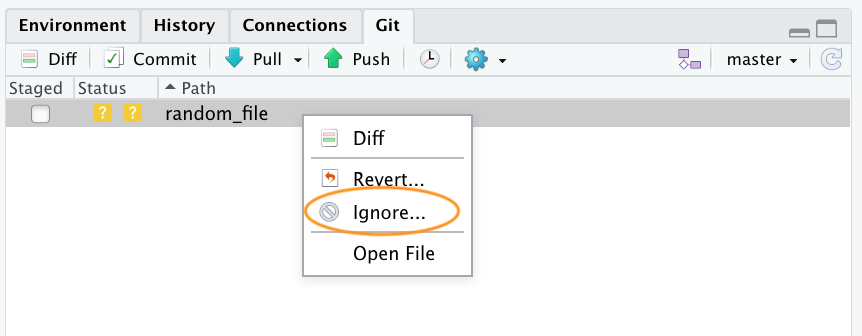 Environment History Connections Git
Diff Commit Pull Push master
Staged Status Path
? ? random_file
Diff
Revert...
Ignore...
Open File